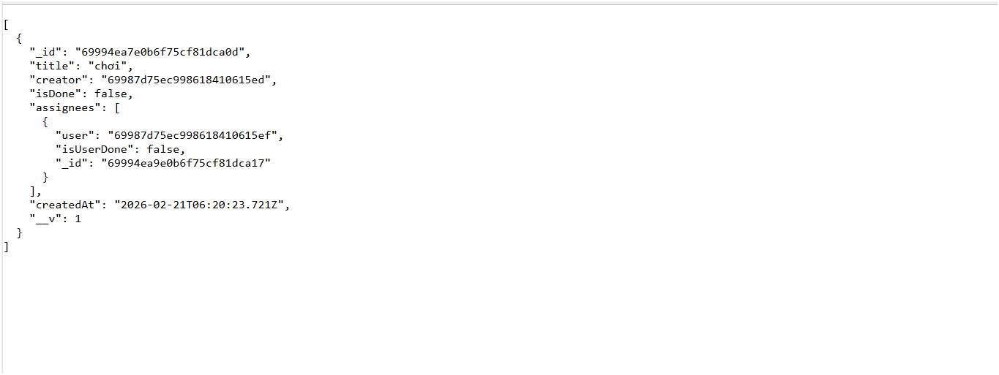 [
  {
    "_id": "69994ea7e0b6f75cf81dca0d",
    "title": "chơi",
    "creator": "69987d75ec998618410615ed",
    "isDone": false,
    "assignees": [
      {
        "user": "69987d75ec998618410615ef",
        "isUserDone": false,
        "_id": "69994ea9e0b6f75cf81dca17"
      }
    ],
    "createdAt": "2026-02-21T06:20:23.721Z",
    "__v": 1
  }
]